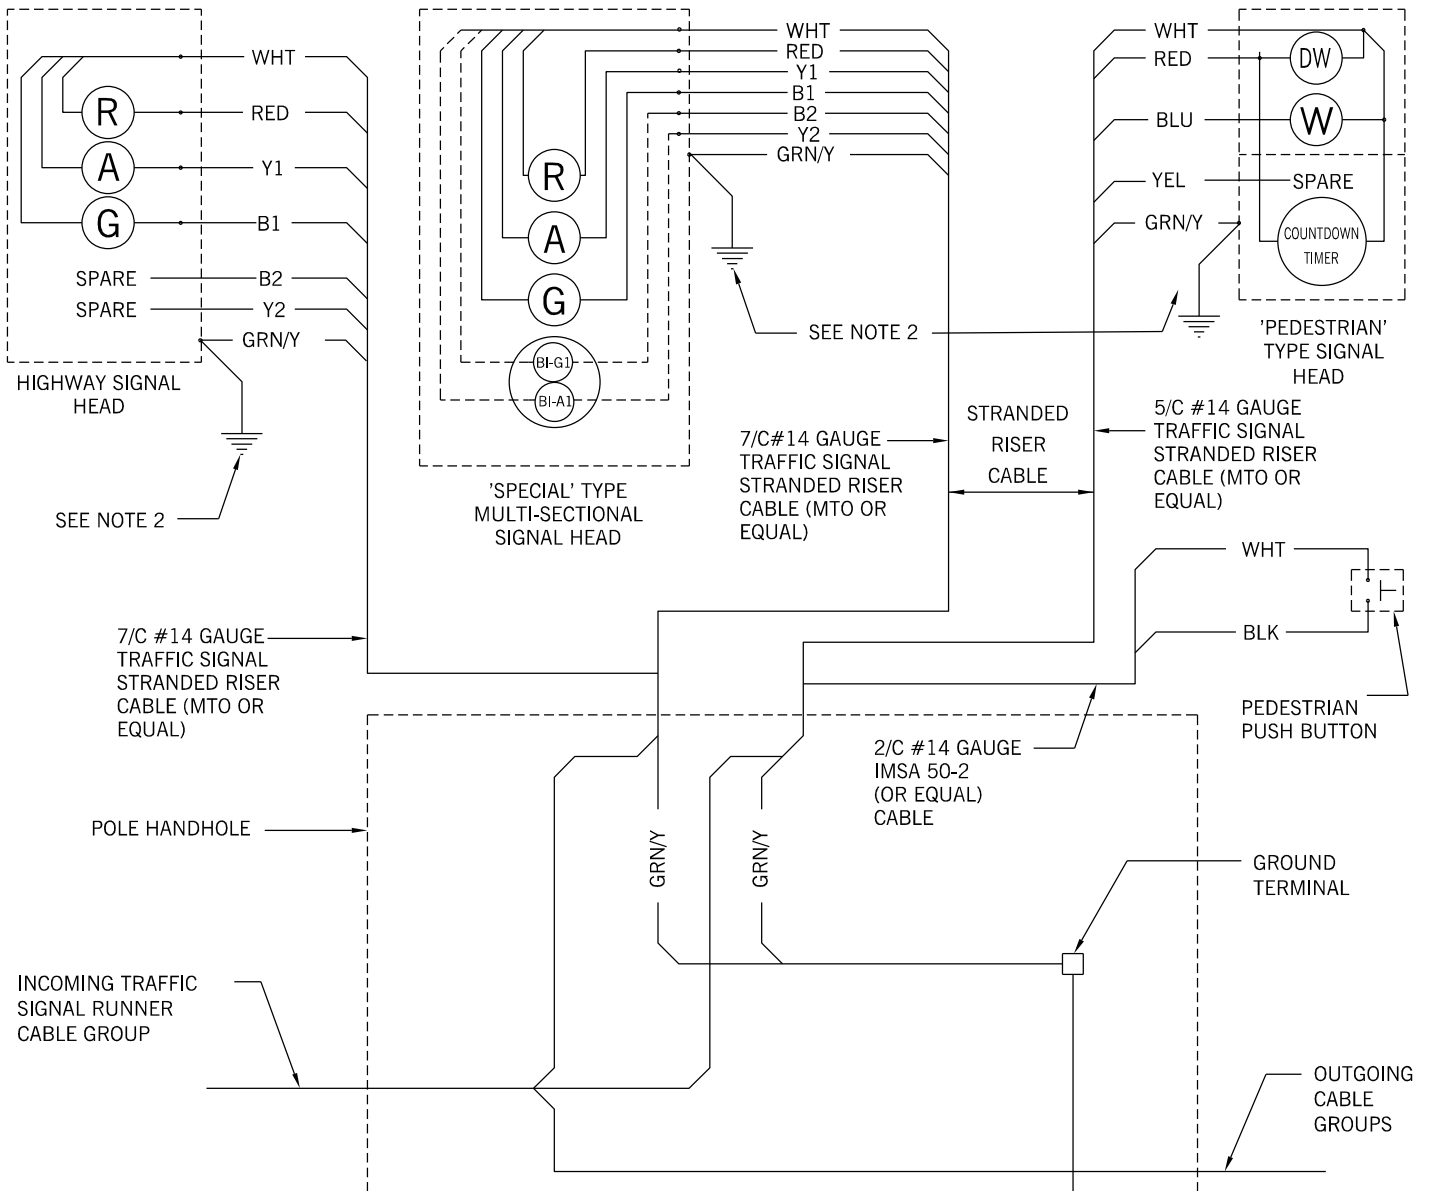 WHT
RED
Y1
B1
B2
Y2
GRN/Y
R
A
G
SPARE
SPARE
HIGHWAY SIGNAL
HEAD
SEE NOTE 2
WHT
RED
Y1
B1
B2
Y2
GRN/Y
R
A
G
BI-G1
BI-A1
'SPECIAL' TYPE
MULTI-SECTIONAL
SIGNAL HEAD
SEE NOTE 2
WHT
RED
BLU
YEL
GRN/Y
DW
W
SPARE
COUNTDOWN
TIMER
'PEDESTRIAN'
TYPE SIGNAL
HEAD
7/C#14 GAUGE
TRAFFIC SIGNAL
STRANDED RISER
CABLE (MTO OR
EQUAL)
STRANDED
RISER
CABLE
5/C #14 GAUGE
TRAFFIC SIGNAL
STRANDED RISER
CABLE (MTO OR
EQUAL)
WHT
BLK
PEDESTRIAN
PUSH BUTTON
7/C #14 GAUGE
TRAFFIC SIGNAL
STRANDED RISER
CABLE (MTO OR
EQUAL)
2/C #14 GAUGE
IMSA 50-2
(OR EQUAL)
CABLE
POLE HANDHOLE
GRN/Y
GRN/Y
GROUND
TERMINAL
INCOMING TRAFFIC
SIGNAL RUNNER
CABLE GROUP
OUTGOING
CABLE
GROUPS